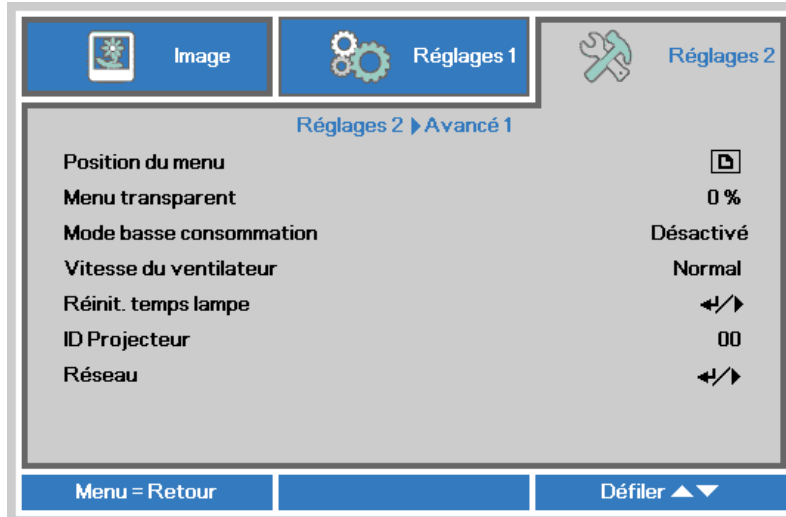 Image
Réglages 1
Réglages 2
Réglages 2 ▶ Avancé 1
Position du menu
Menu transparent 0 %
Mode basse consommation Désactivé
Vitesse du ventilateur Normal
Réinit. temps lampe ↵/▶
ID Projecteur 00
Réseau ↵/▶
Menu = Retour
Défiler ▲▼